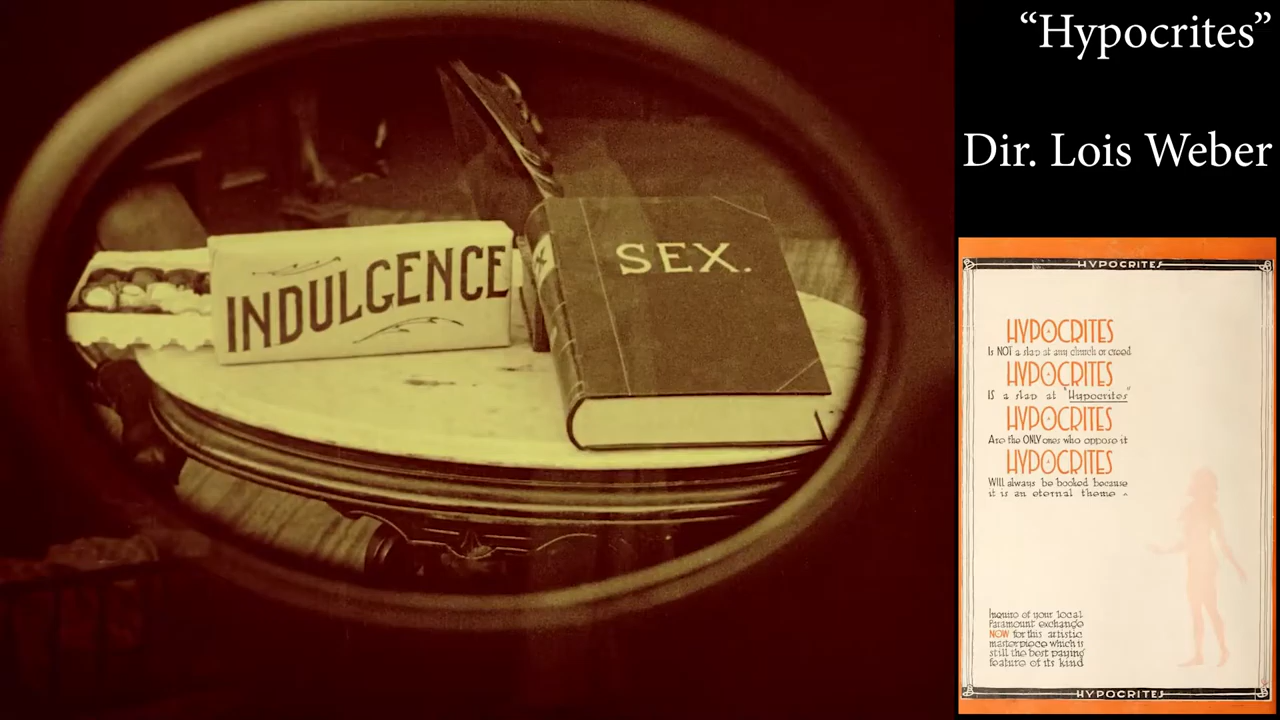 INDULGENCE
SEX.
“Hypocrites”
Dir. Lois Weber
HYPOCRITES
HYPOCRITES
Is NOT a slap at any church or creed
HYPOCRITES
IS a slap at "Hypocrites"
HYPOCRITES
Are the ONLY ones who oppose it
HYPOCRITES
WILL always be booked because
it is an eternal theme
Inquire of your local
Paramount exchange
NOW for this artistic
masterpiece which is
still the best paying
feature of its kind
HYPOCRITES